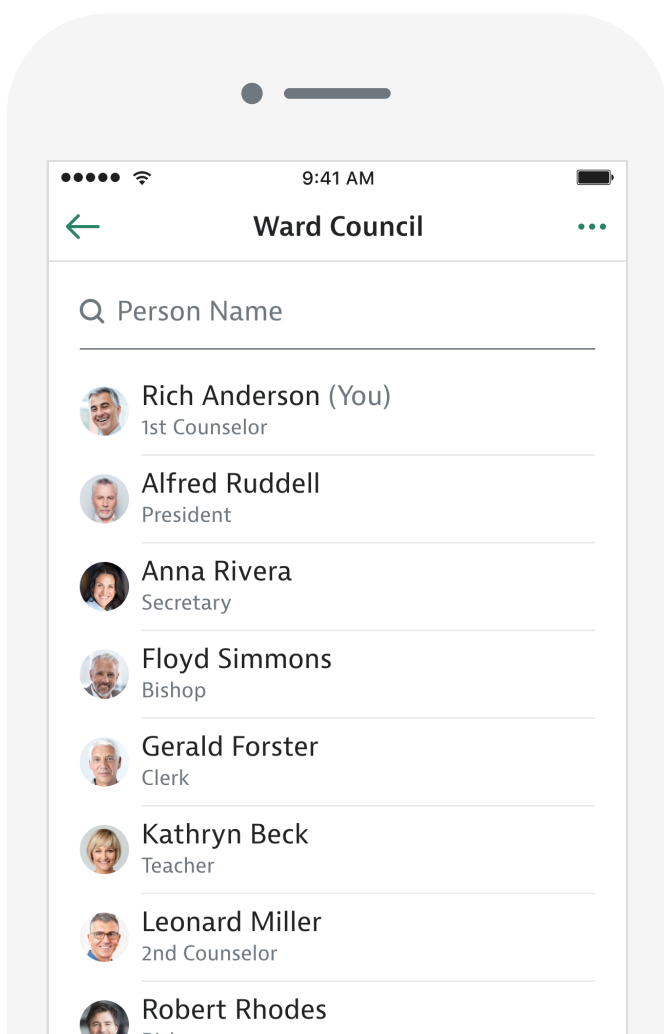 9:41 AM
Ward Council
Person Name
Rich Anderson (You)
1st Counselor
Alfred Ruddell
President
Anna Rivera
Secretary
Floyd Simmons
Bishop
Gerald Forster
Clerk
Kathryn Beck
Teacher
Leonard Miller
2nd Counselor
Robert Rhodes